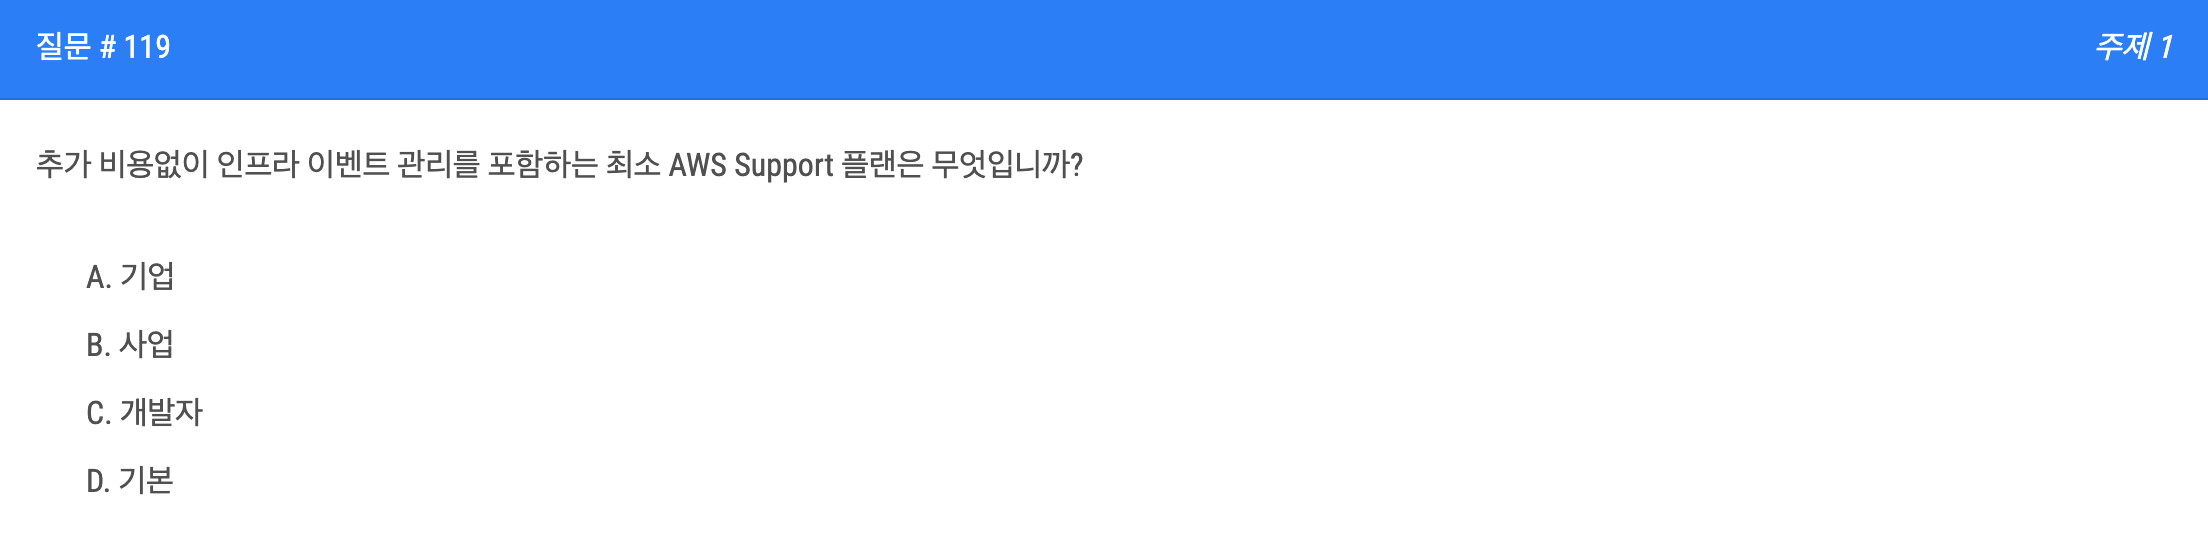 질문 # 119
주제 1
추가 비용없이 인프라 이벤트 관리를 포함하는 최소 AWS Support 플랜은 무엇입니까?
A. 기업
B. 사업
C. 개발자
D. 기본